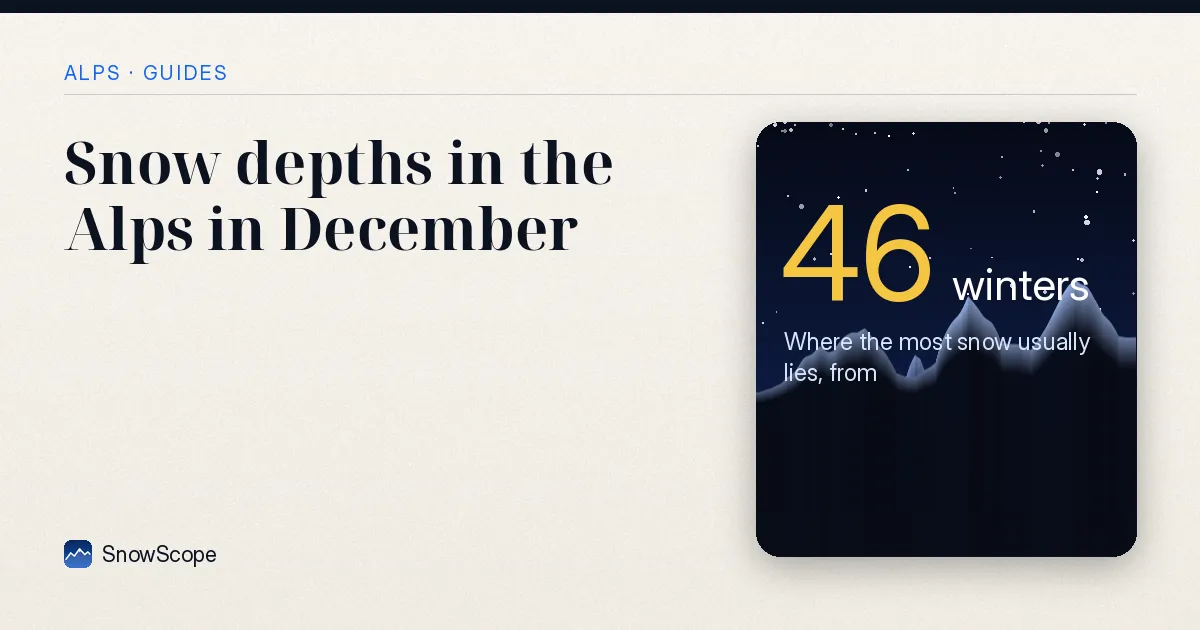 ALPS · GUIDES
Snow depths in the
Alps in December
46 winters
Where the most snow usually
lies, from
SnowScope